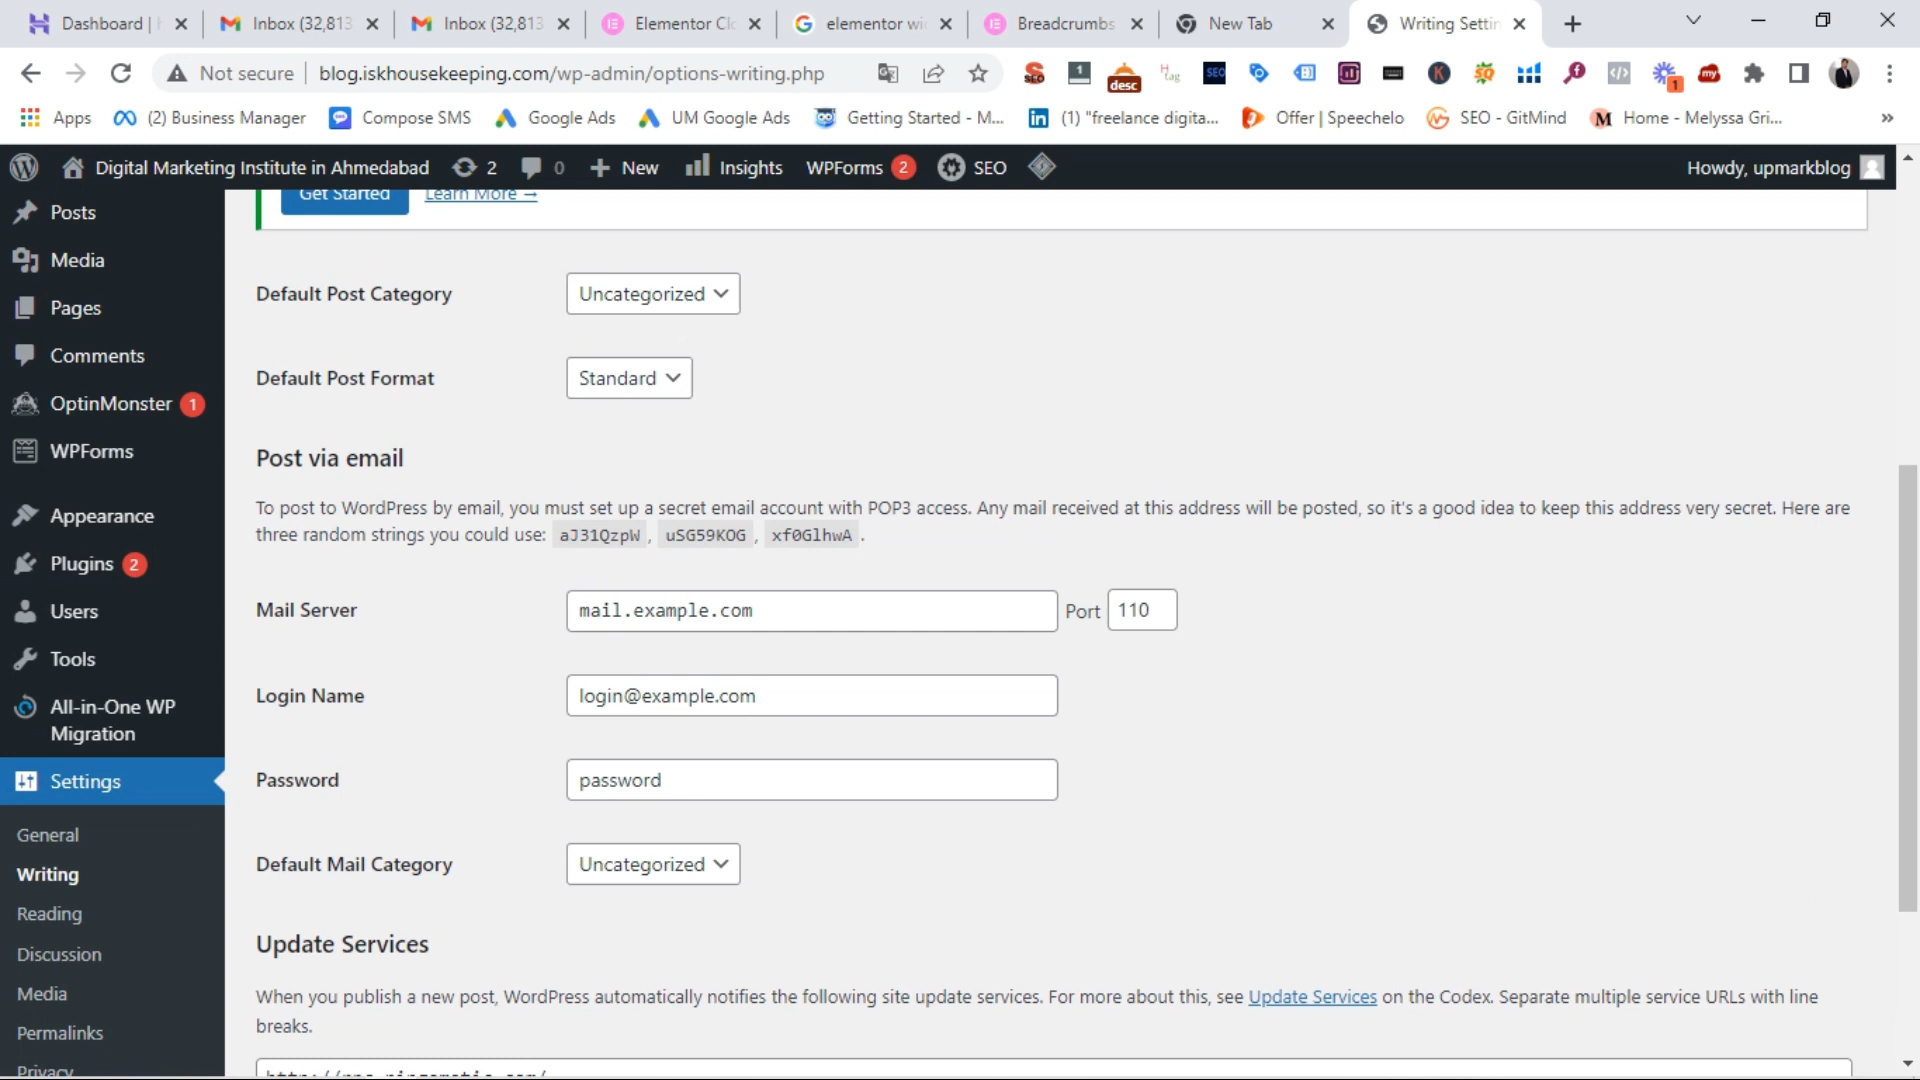 Dashboard | Inbox (32,813 Inbox (32,813 Elementor Clo elementor wi Breadcrumbs New Tab Writing Settin
Not secure blog.iskhousekeeping.com/wp-admin/options-writing.php
Apps (2) Business Manager Compose SMS Google Ads UM Google Ads Getting Started - M... (1) "freelance digita... Offer | Speechelo SEO - GitMind Home - Melyssa Gri...
Digital Marketing Institute in Ahmedabad 2 0 New Insights WPForms 2 SEO Howdy, upmarkblog
Get Started Learn More →
Posts
Media
Pages
Comments
OptinMonster 1
WPForms
Appearance
Plugins 2
Users
Tools
All-in-One WP
Migration
Settings
General
Writing
Reading
Discussion
Media
Permalinks
Privacy
Default Post Category Uncategorized
Default Post Format Standard
Post via email
To post to WordPress by email, you must set up a secret email account with POP3 access. Any mail received at this address will be posted, so it's a good idea to keep this address very secret. Here are
three random strings you could use: aJ31QzpW , uSG59KOG , xf0GlhwA .
Mail Server mail.example.com Port 110
Login Name login@example.com
Password password
Default Mail Category Uncategorized
Update Services
When you publish a new post, WordPress automatically notifies the following site update services. For more about this, see Update Services on the Codex. Separate multiple service URLs with line
breaks.